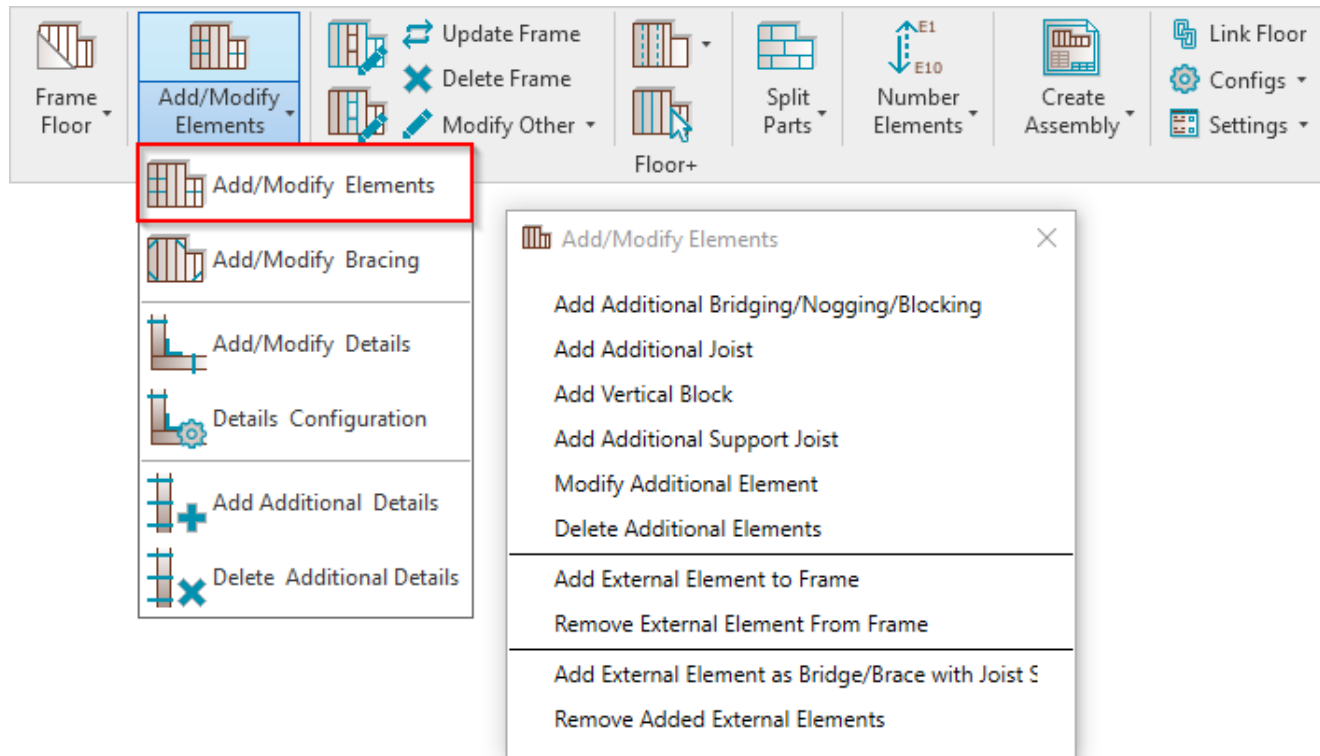 Frame
Floor
Add/Modify
Elements
Update Frame
Delete Frame
Modify Other
Split
Parts
E1
E10
Number
Elements
Create
Assembly
Link Floor
Configs
Settings
Floor+
Add/Modify Elements
Add/Modify Bracing
Add/Modify Details
Details Configuration
Add Additional Details
Delete Additional Details
Add/Modify Elements
Add Additional Bridging/Nogging/Blocking
Add Additional Joist
Add Vertical Block
Add Additional Support Joist
Modify Additional Element
Delete Additional Elements
Add External Element to Frame
Remove External Element From Frame
Add External Element as Bridge/Brace with Joist S
Remove Added External Elements